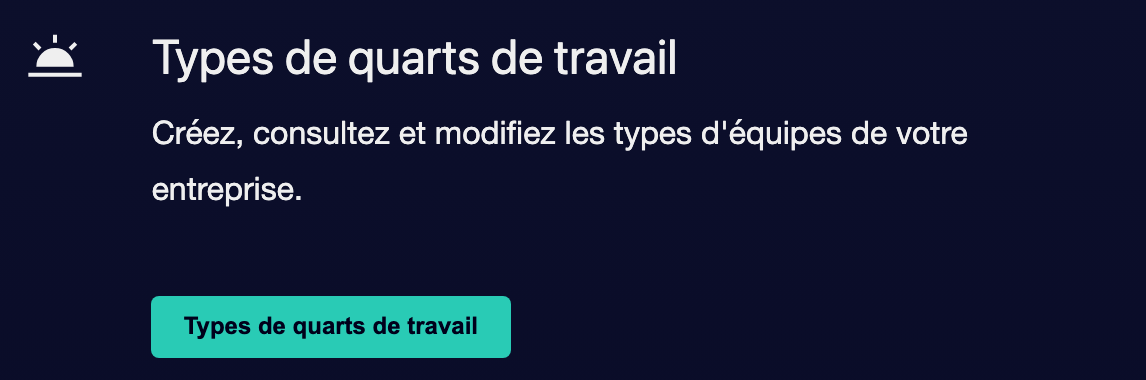 Types de quarts de travail
Créez, consultez et modifiez les types d'équipes de votre
entreprise.
Types de quarts de travail